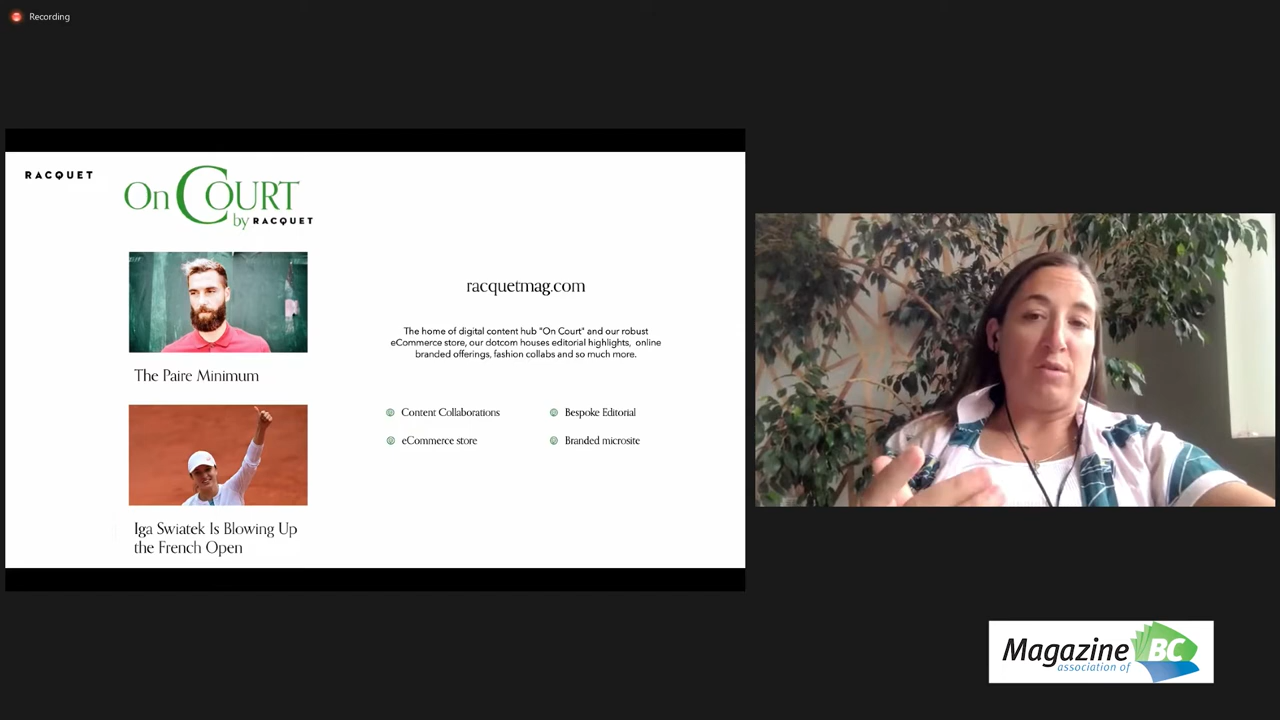 Recording
RACQUET
On COURT
by RACQUET
The Paire Minimum
Iga Swiatek Is Blowing Up
the French Open
racquetmag.com
The home of digital content hub "On Court" and our robust
eCommerce store, our dotcom houses editorial highlights, online
branded offerings, fashion collabs and so much more.
Content Collaborations
Bespoke Editorial
eCommerce store
Branded microsite
Magazine BC
association of